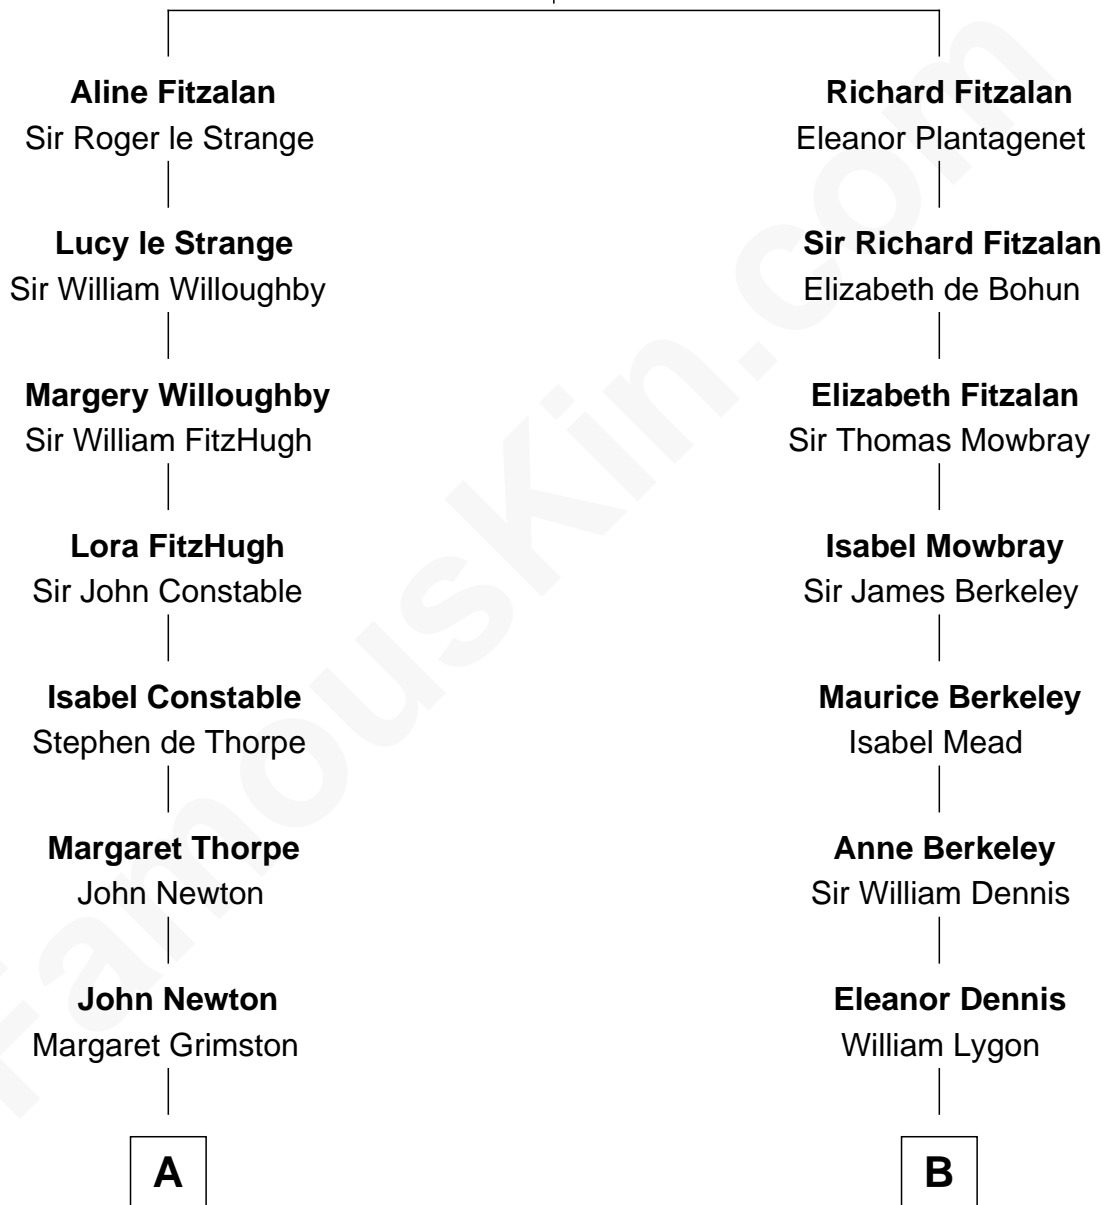 Aline Fitzalan
Sir Roger le Strange
Richard Fitzalan
Eleanor Plantagenet
Lucy le Strange
Sir William Willoughby
Sir Richard Fitzalan
Elizabeth de Bohun
Margery Willoughby
Sir William FitzHugh
Elizabeth Fitzalan
Sir Thomas Mowbray
Lora FitzHugh
Sir John Constable
Isabel Mowbray
Sir James Berkeley
Isabel Constable
Stephen de Thorpe
Maurice Berkeley
Isabel Mead
Margaret Thorpe
John Newton
Anne Berkeley
Sir William Dennis
John Newton
Margaret Grimston
Eleanor Dennis
William Lygon
A
B
FamousKin.com